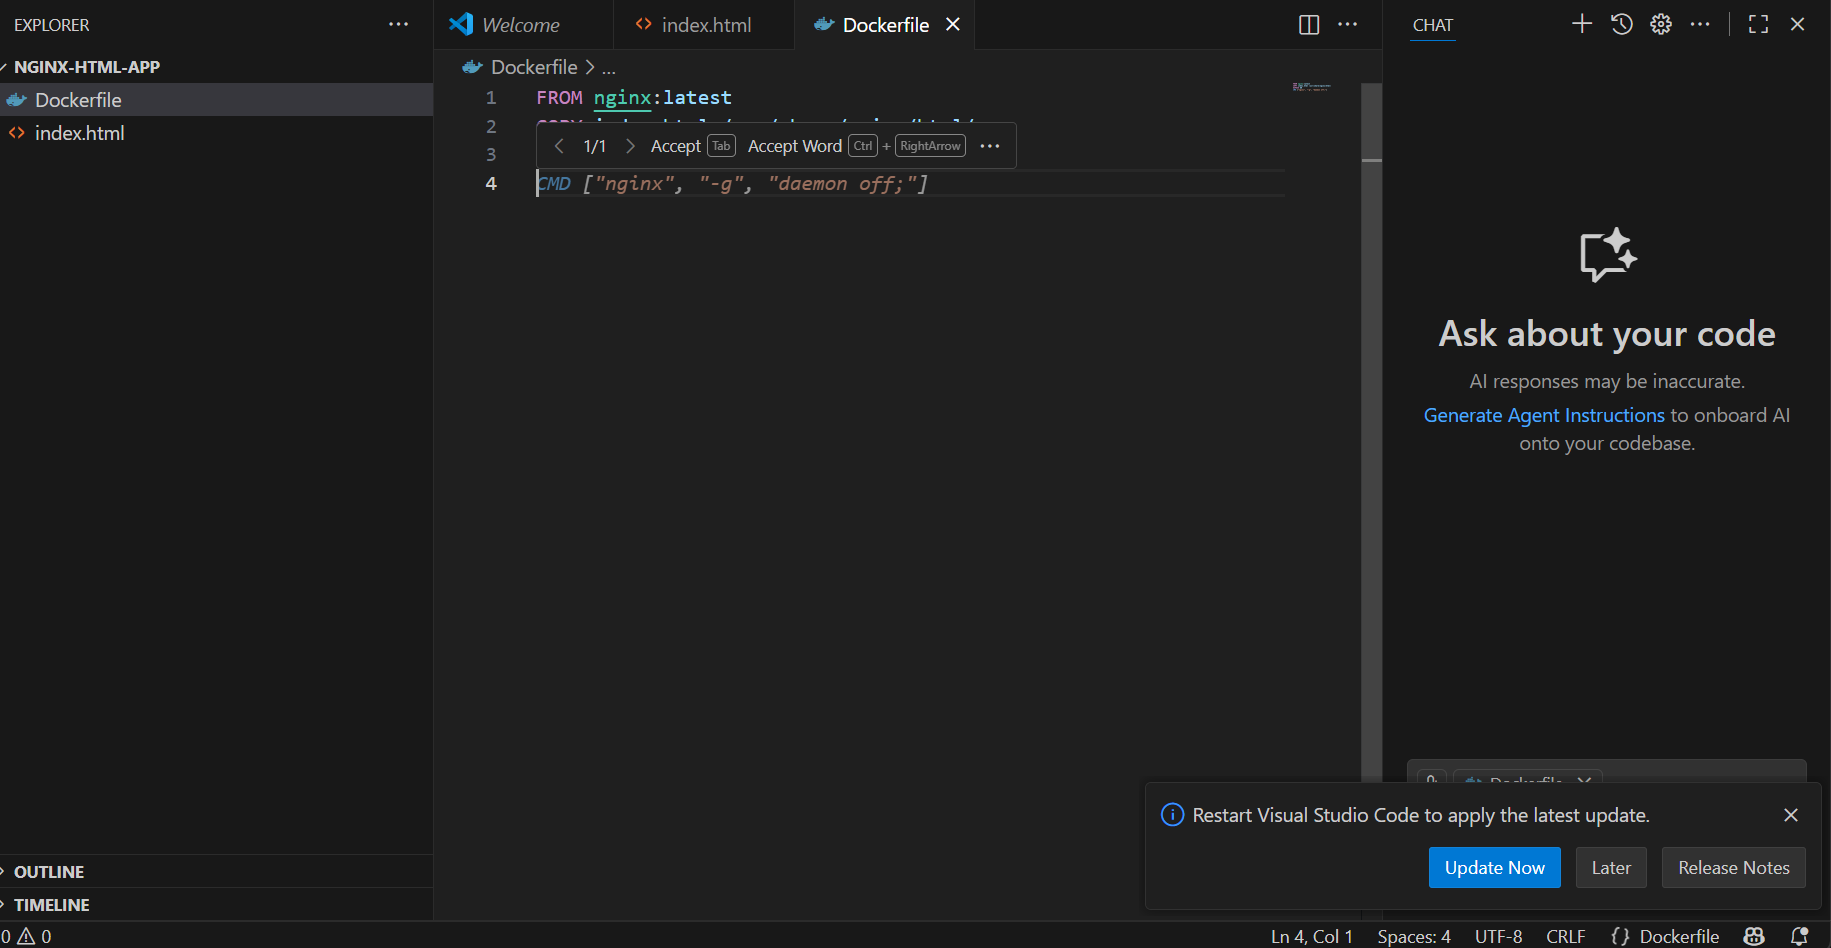 EXPLORER
NGINX-HTML-APP
Dockerfile
index.html
OUTLINE
TIMELINE
Welcome
index.html
Dockerfile
Dockerfile > ...
1 FROM nginx:latest
2
3
1/1 Accept Tab Accept Word Ctrl + RightArrow
4 CMD ["nginx", "-g", "daemon off;"]
CHAT
Ask about your code
AI responses may be inaccurate.
Generate Agent Instructions to onboard AI
onto your codebase.
Dockerfile
Restart Visual Studio Code to apply the latest update.
Update Now Later Release Notes
0 0
Ln 4, Col 1 Spaces: 4 UTF-8 CRLF {} Dockerfile